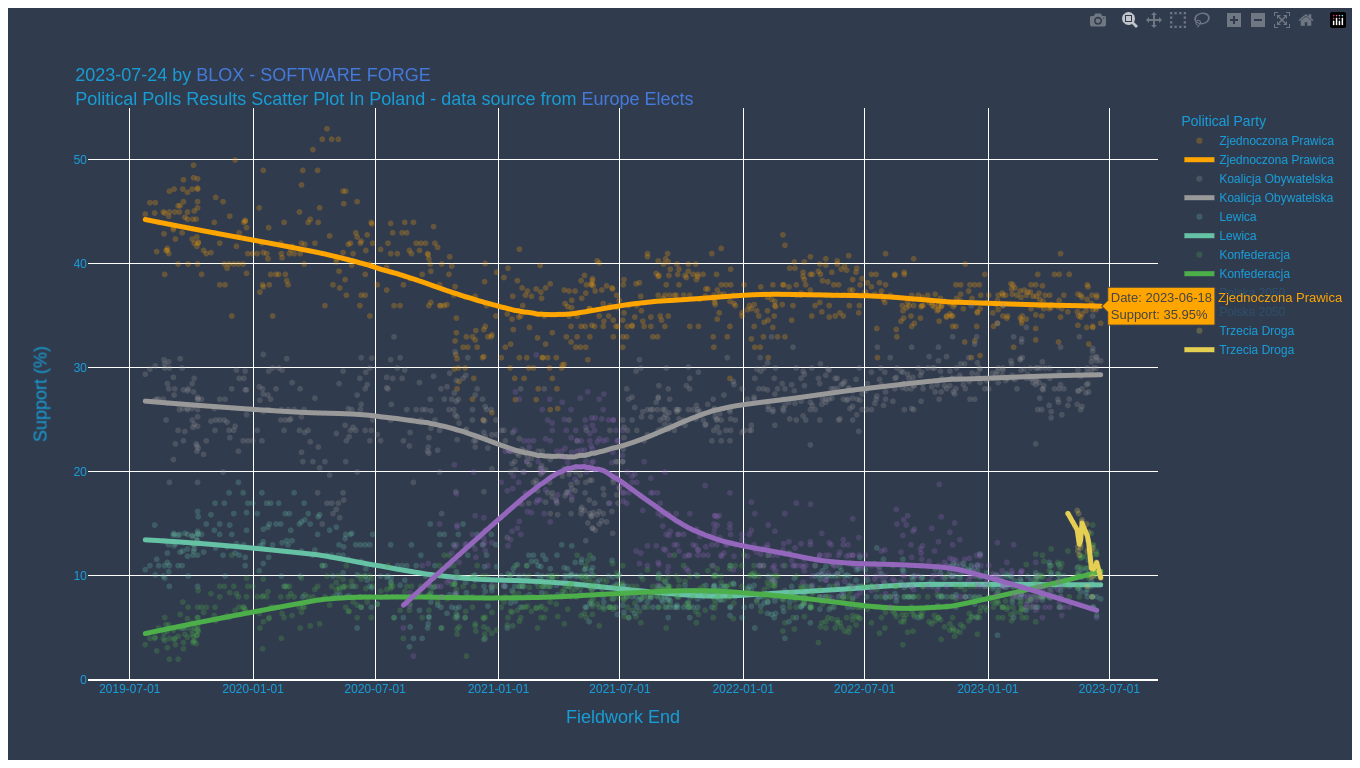 2023-07-24 by BLOX - SOFTWARE FORGE
Political Polls Results Scatter Plot In Poland - data source from Europe Elects
Political Party
Zjednoczona Prawica
Zjednoczona Prawica
Koalicja Obywatelska
Koalicja Obywatelska
Lewica
Lewica
Konfederacja
Konfederacja
Polska 2050
Date: 2023-06-18
Support: 35.95%
Zjednoczona Prawica
Polska 2050
Trzecia Droga
Trzecia Droga
Support (%)
50
40
30
20
10
0
2019-07-01
2020-01-01
2020-07-01
2021-01-01
2021-07-01
2022-01-01
2022-07-01
2023-01-01
2023-07-01
Fieldwork End